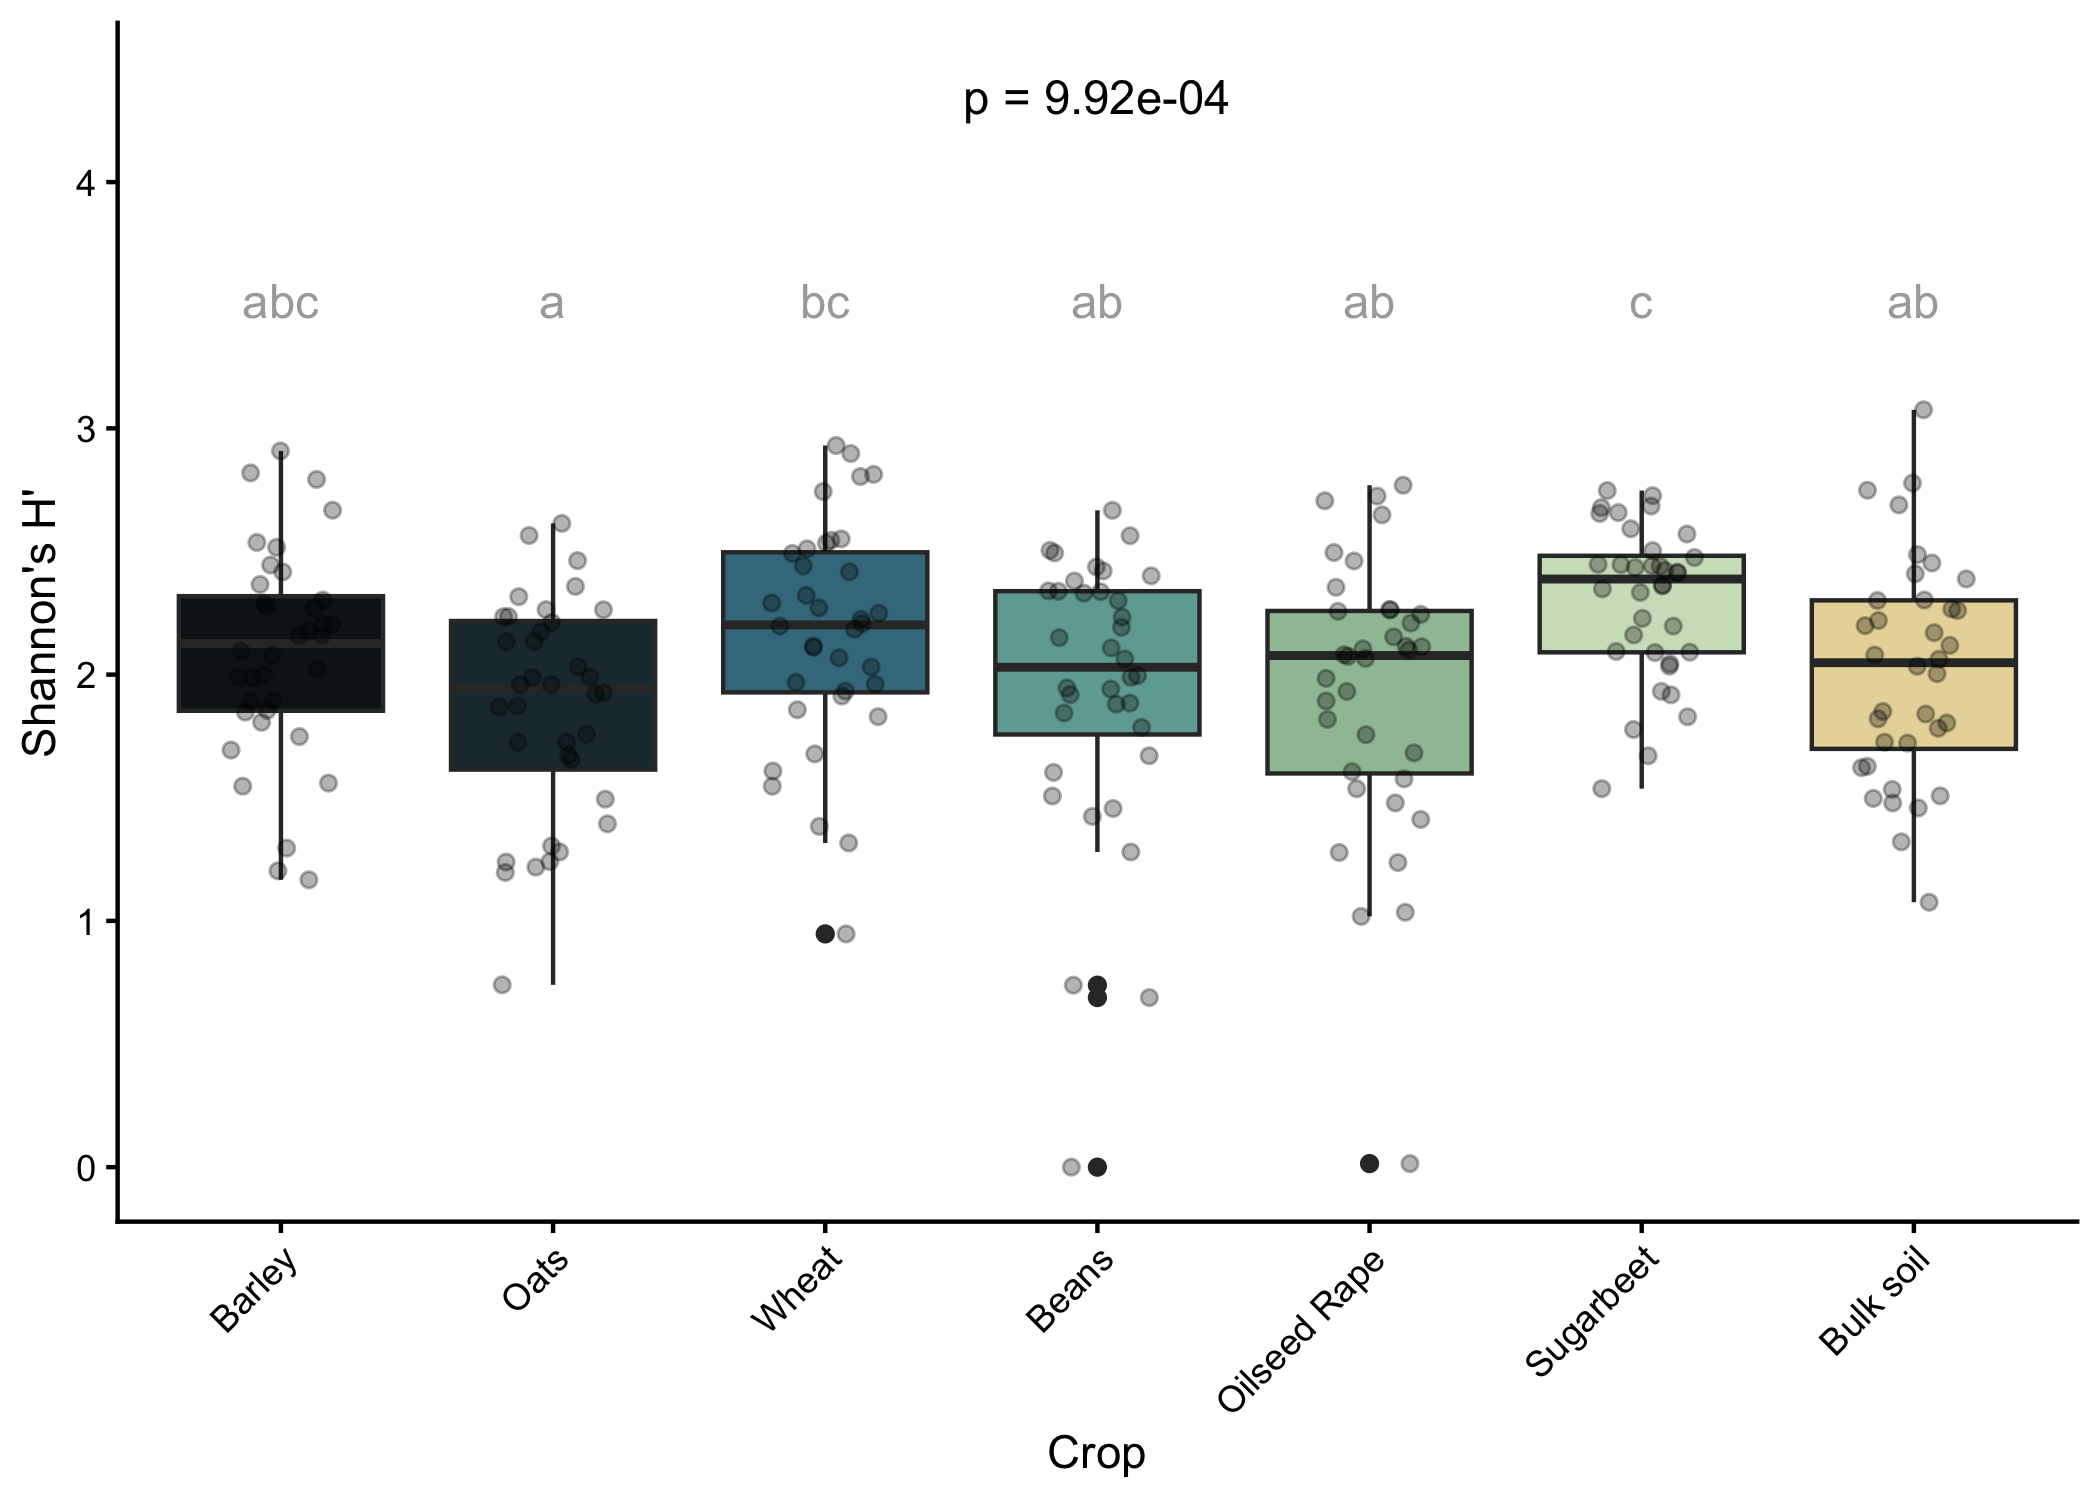 p = 9.92e-04
Shannon's H'
4
3
2
1
0
abc a bc ab ab c ab
Barley Oats Wheat Beans Oilseed Rape Sugarbeet Bulk soil
Crop